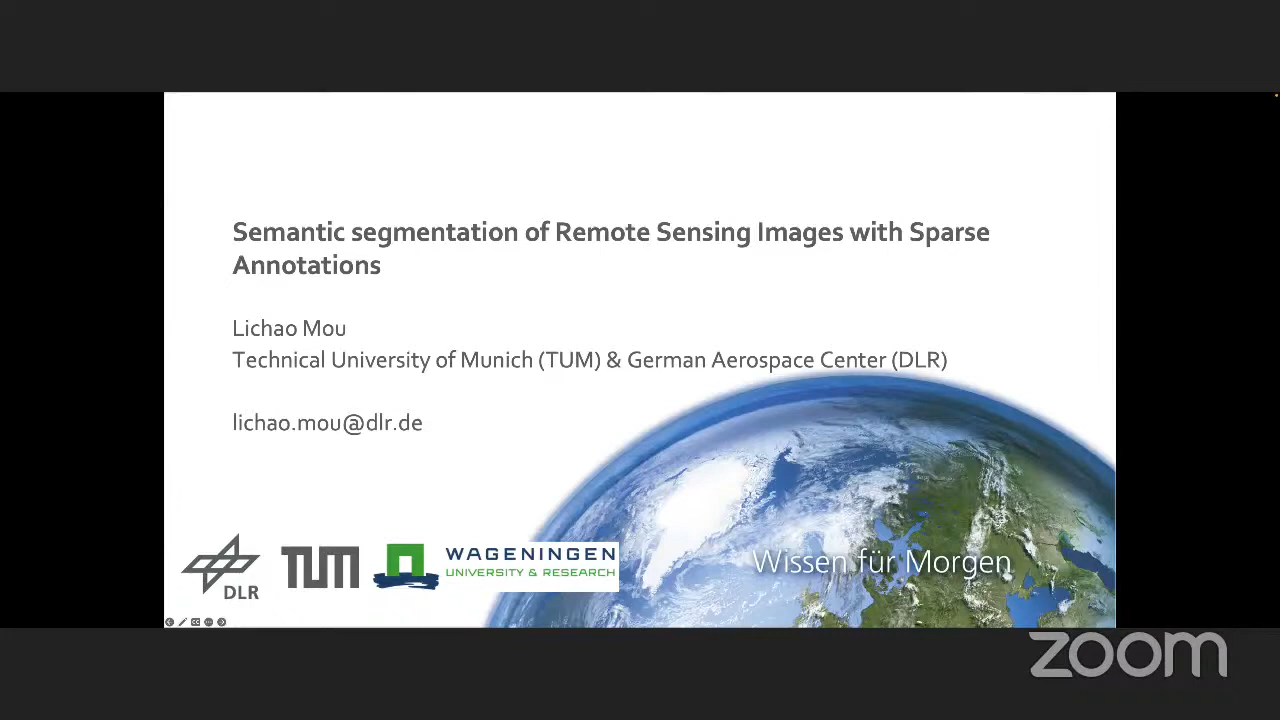 Semantic segmentation of Remote Sensing Images with Sparse
Annotations
Lichao Mou
Technical University of Munich (TUM) & German Aerospace Center (DLR)
lichao.mou@dlr.de
DLR
TUM
WAGENINGEN
UNIVERSITY & RESEARCH
Wissen für Morgen
zoom